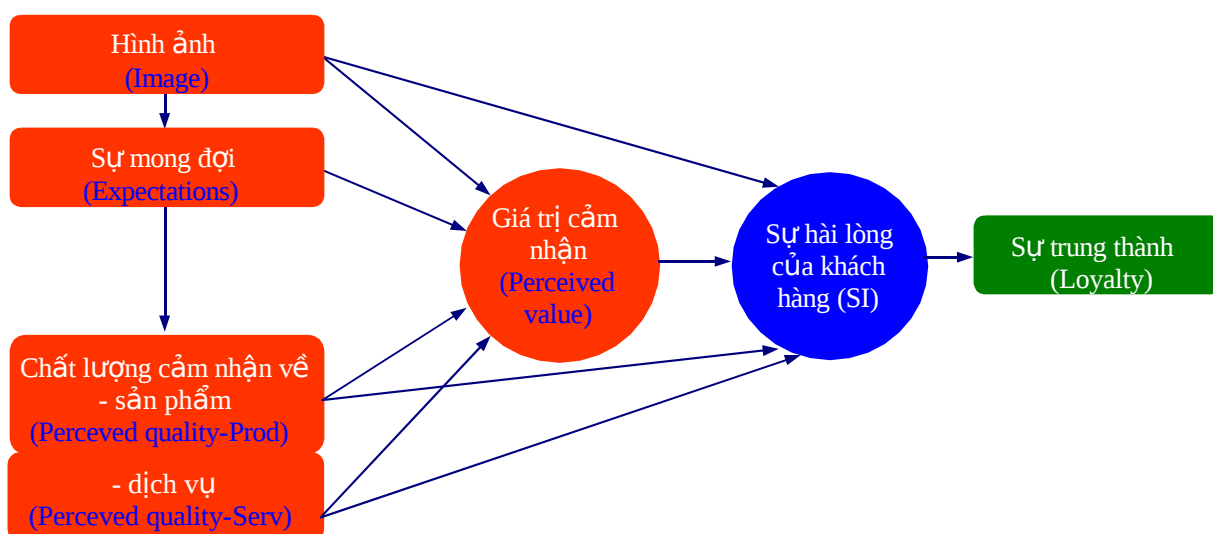 Hình ảnh
(Image)
Sự mong đợi
(Expectations)
Giá trị cảm
nhận
(Perceived
value)
Sự hài lòng
của khách
hàng (SI)
Sự trung thành
(Loyalty)
Chất lượng cảm nhận về
- sản phẩm
(Perceved quality-Prod)
- dịch vụ
(Perceved quality-Serv)